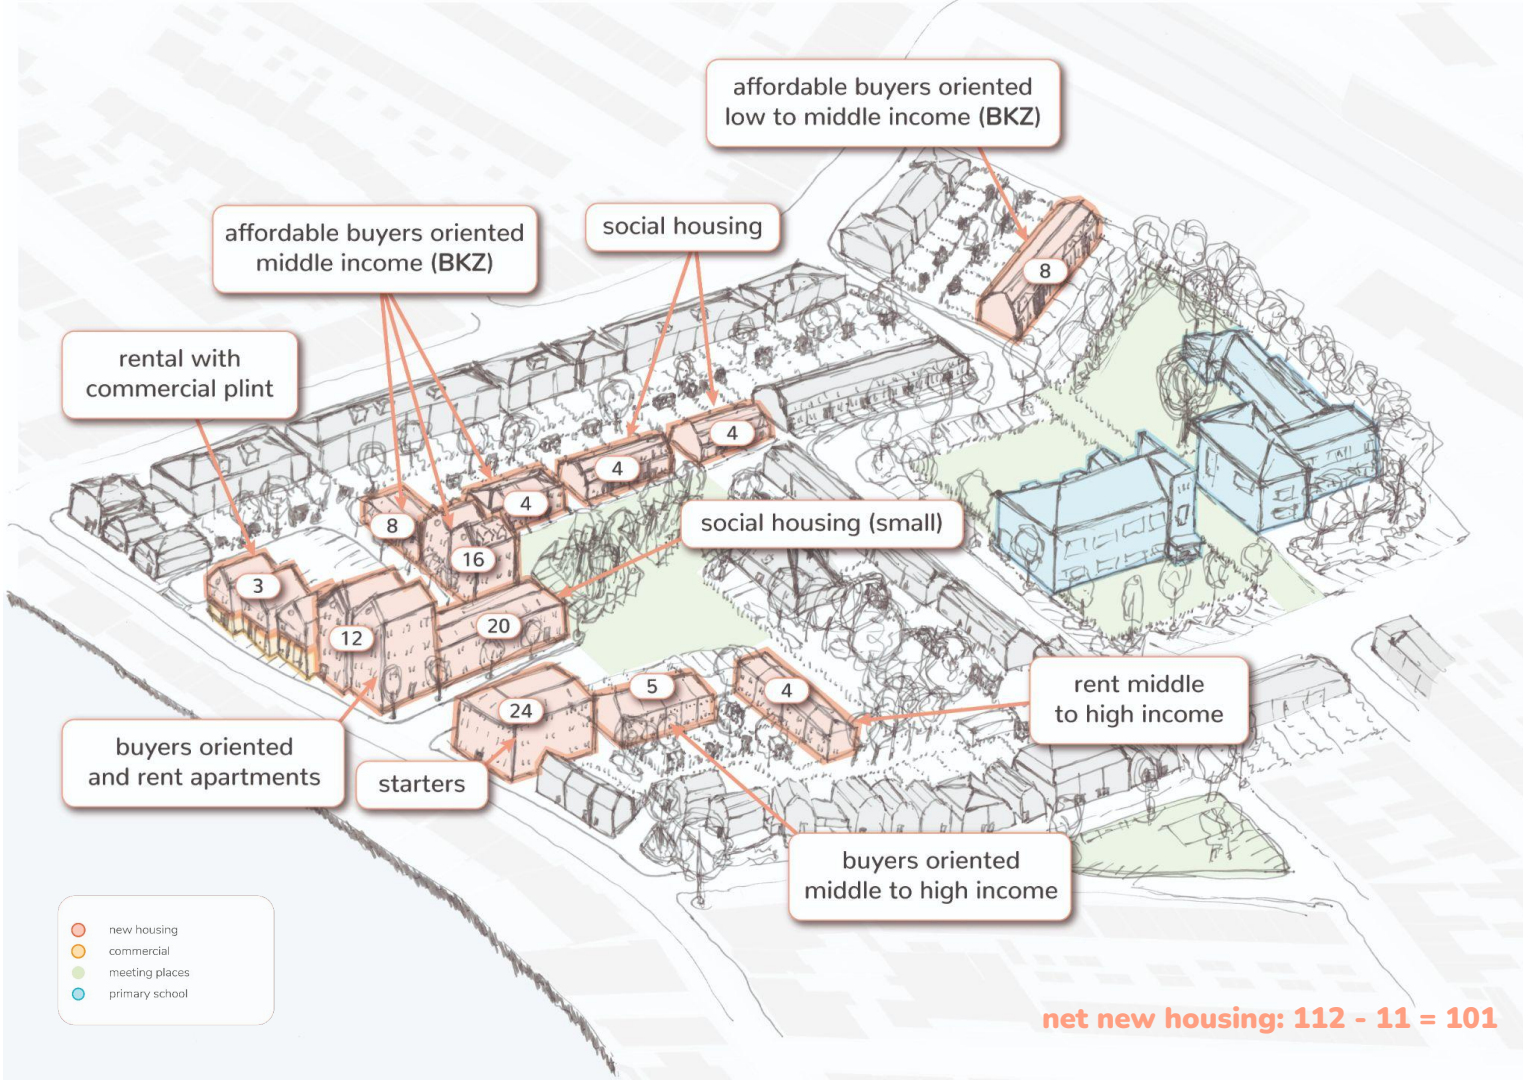 affordable buyers oriented
low to middle income (BKZ)
affordable buyers oriented
middle income (BKZ)
social housing
rental with
commercial plint
8
4
4
4
8
16
social housing (small)
3
12
20
24
5
4
rent middle
to high income
buyers oriented
and rent apartments
starters
buyers oriented
middle to high income
new housing
commercial
meeting places
primary school
net new housing: 112 - 11 = 101